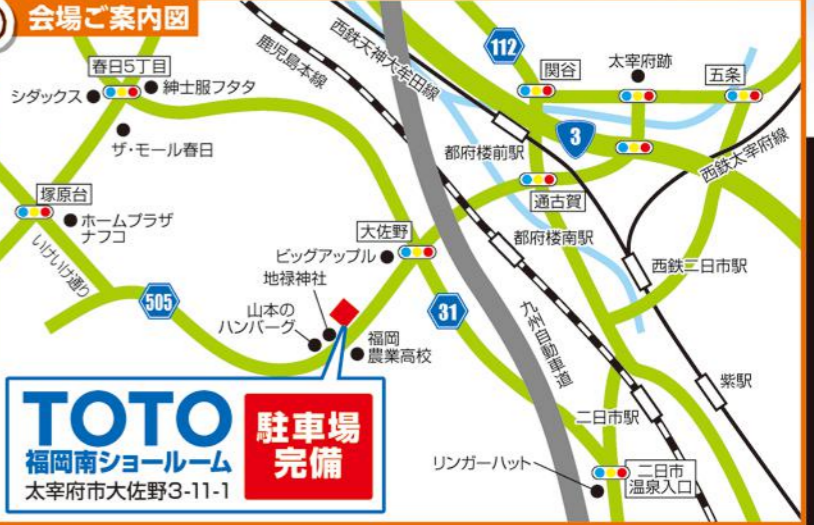 会場ご案内図
春日5丁目
シダックス
紳士服フタタ
ザ・モール春日
塚原台
ホームプラザ
ナフコ
いけいけ通り
505
鹿児島本線
西鉄天神大牟田線
112
関谷
太宰府跡
五条
3
都府楼前駅
西鉄太宰府線
通古賀
大佐野
ビッグアップル
地禄神社
山本の
ハンバーグ
福岡
農業高校
31
都府楼南駅
西鉄二日市駅
九州自動車道
紫駅
二日市駅
リンガーハット
二日市
温泉入口
TOTO
福岡南ショールーム
太宰府市大佐野3-11-1
駐車場
完備